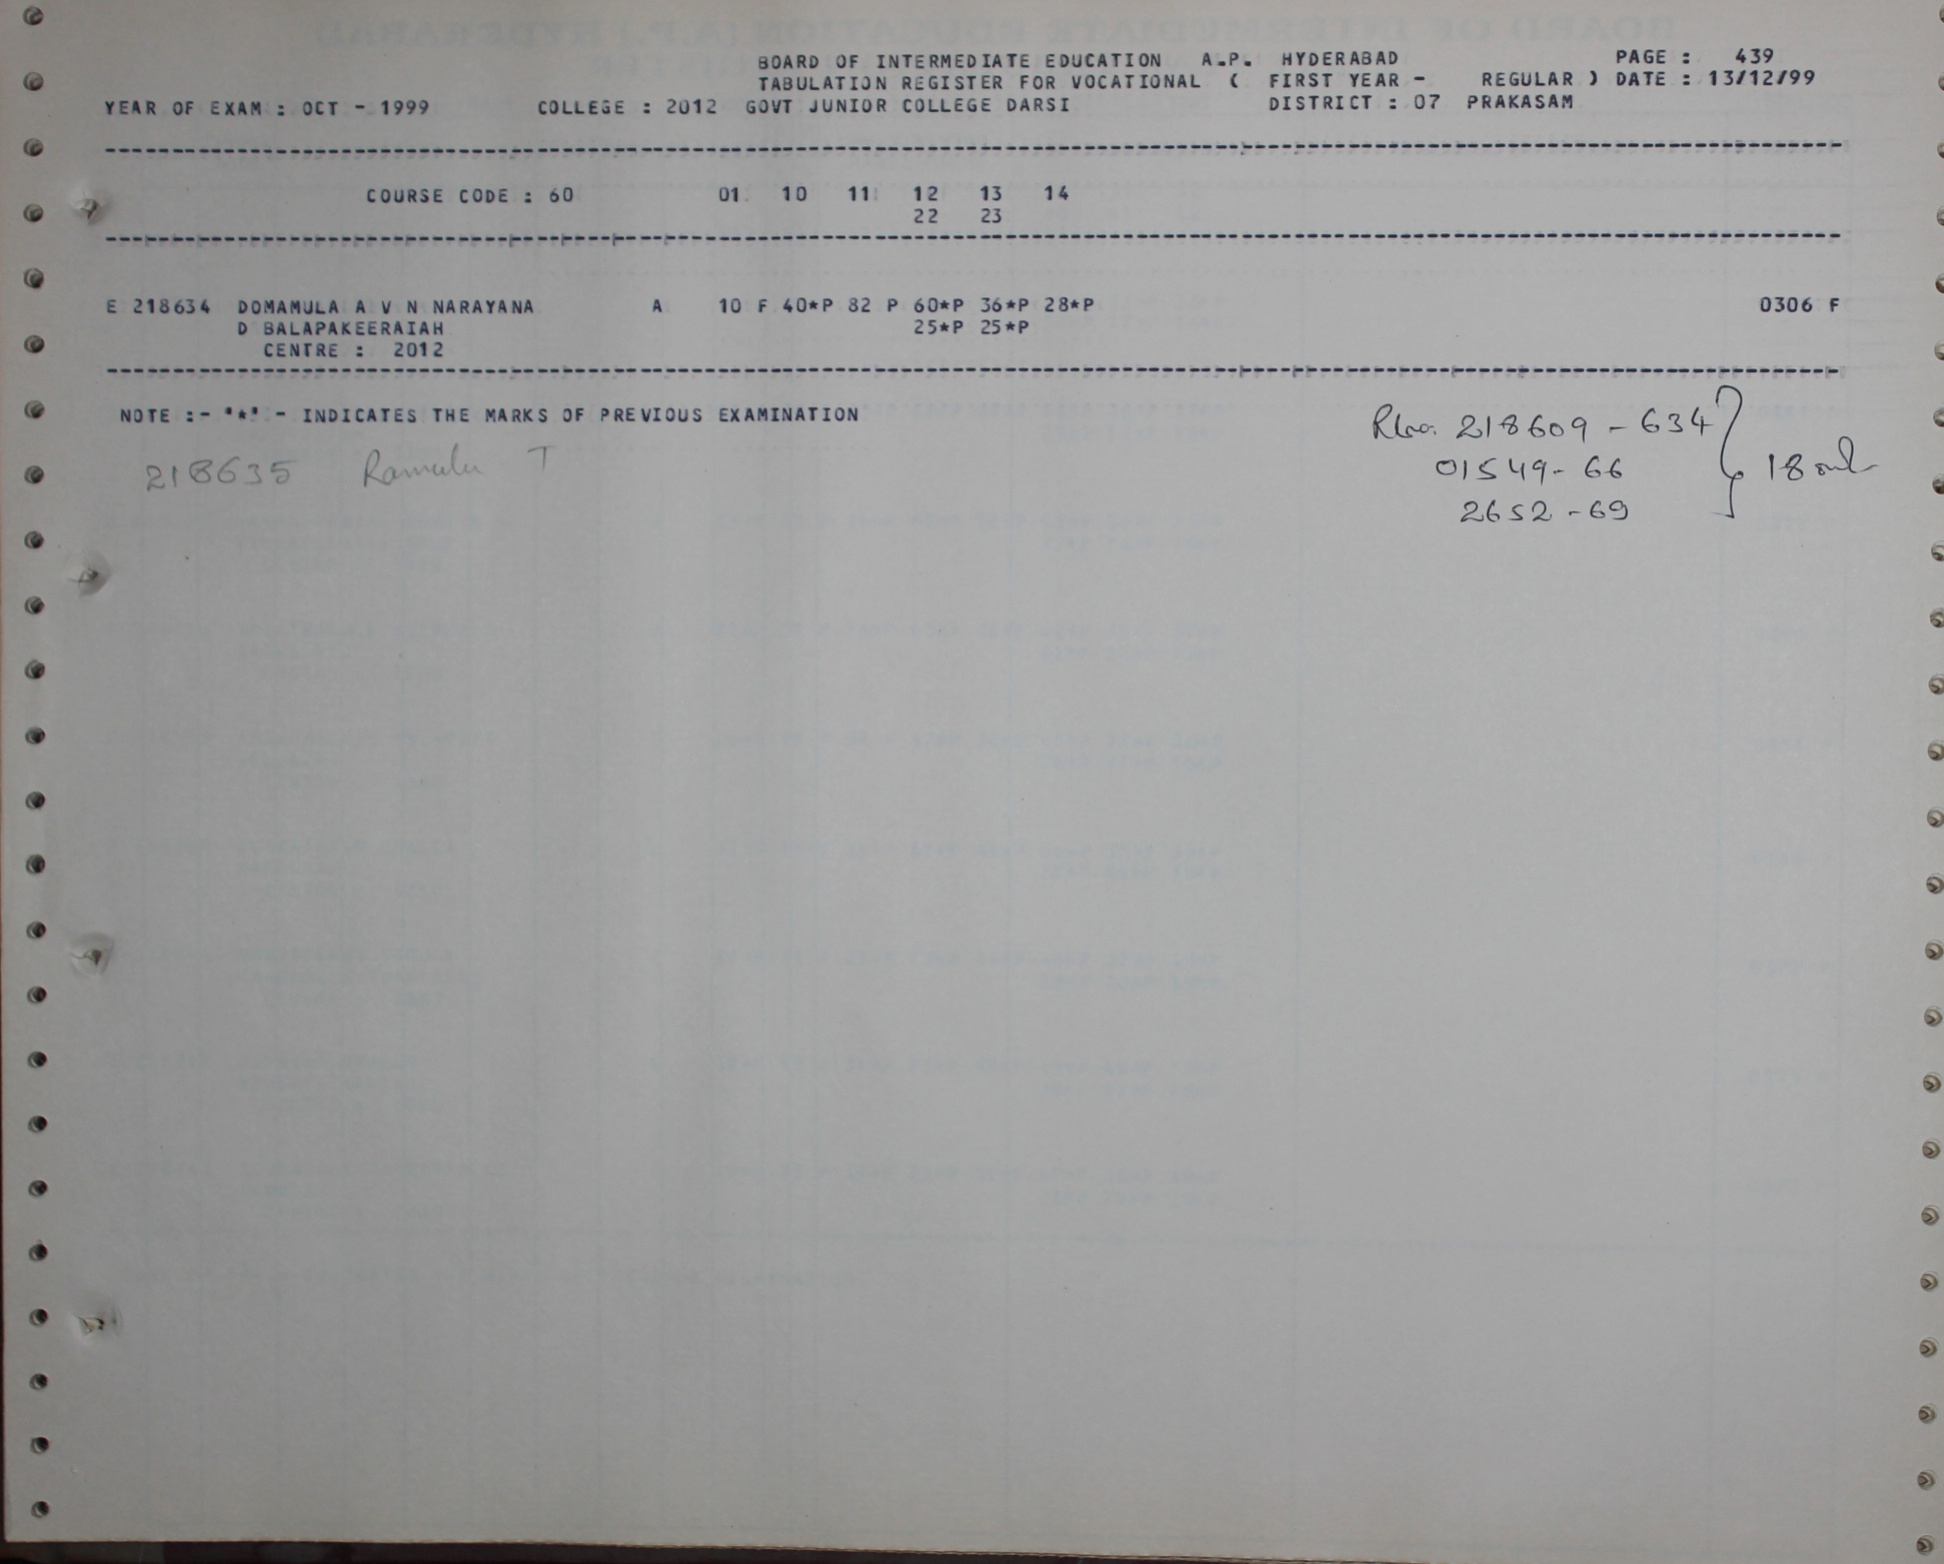 BOARD OF INTERMEDIATE EDUCATION A.P. HYDERABAD PAGE : 439
TABULATION REGISTER FOR VOCATIONAL ( FIRST YEAR - REGULAR ) DATE : 13/12/99
YEAR OF EXAM : OCT - 1999 COLLEGE : 2012 GOVT JUNIOR COLLEGE DARSI DISTRICT : 07 PRAKASAM
COURSE CODE : 60 01 10 11 12 13 14
22 23
E 218634 DOMAMULA A V N NARAYANA A 10 F 40*P 82 P 60*P 36*P 28*P 0306 F
D BALAPAKEERAIAH 25*P 25*P
CENTRE : 2012
NOTE :- "*" - INDICATES THE MARKS OF PREVIOUS EXAMINATION
218609 - 634
218635 Ramulu T
01549 - 66 18
2652 - 69